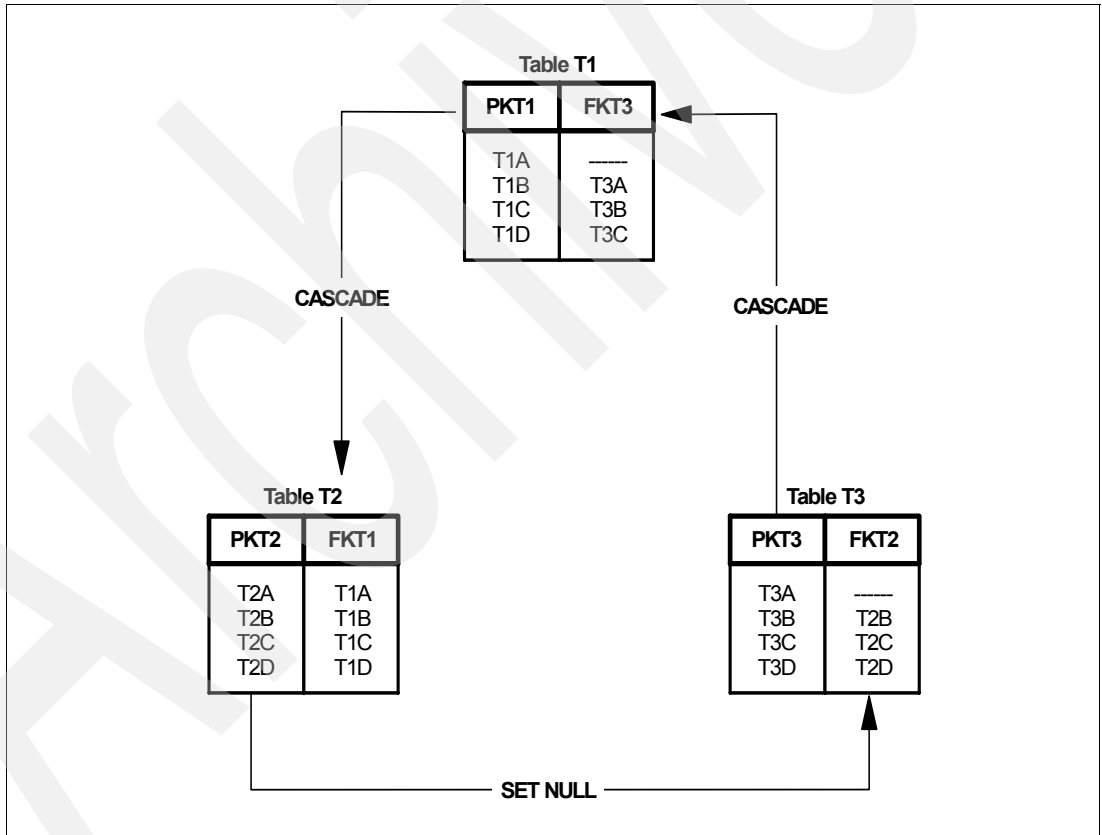 Table T1
PKT1 FKT3
T1A ------
T1B T3A
T1C T3B
T1D T3C
CASCADE
CASCADE
Table T2
PKT2 FKT1
T2A T1A
T2B T1B
T2C T1C
T2D T1D
Table T3
PKT3 FKT2
T3A ------
T3B T2B
T3C T2C
T3D T2D
SET NULL